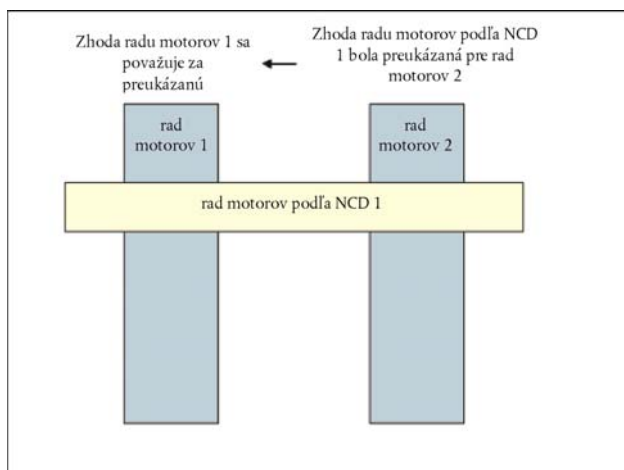 Zhoda radu motorov 1 sa
považuje za
preukázanú
Zhoda radu motorov podľa NCD
1 bola preukázaná pre rad
motorov 2
rad
motorov 1
rad
motorov 2
rad motorov podľa NCD 1